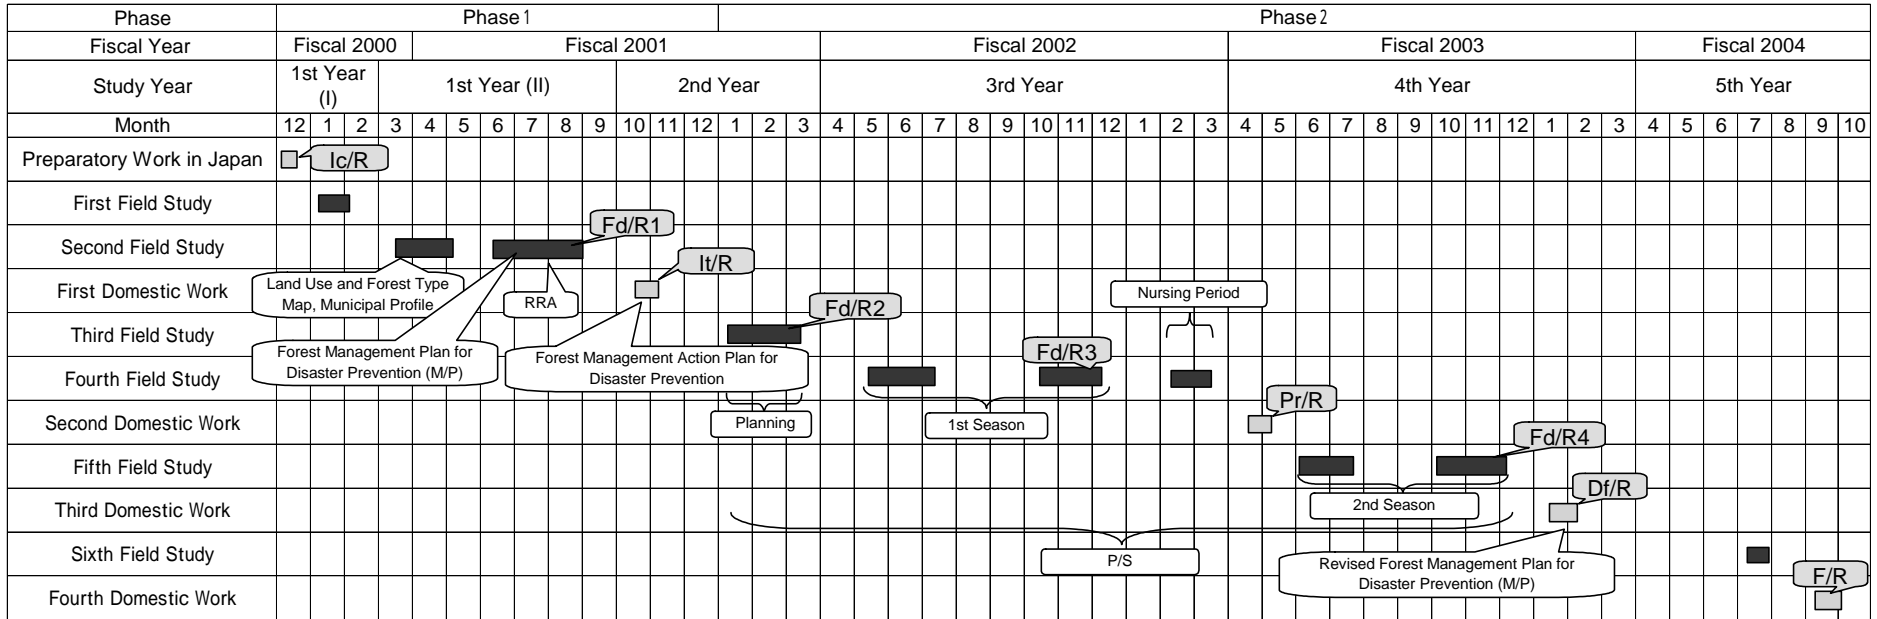 Phase Phase 1 Phase 2
Fiscal Year Fiscal 2000 Fiscal 2001 Fiscal 2002 Fiscal 2003 Fiscal 2004
Study Year 1st Year (I) 1st Year (II) 2nd Year 3rd Year 4th Year 5th Year
Month 12 1 2 3 4 5 6 7 8 9 10 11 12 1 2 3 4 5 6 7 8 9 10 11 12 1 2 3 4 5 6 7 8 9 10 11 12 1 2 3 4 5 6 7 8 9 10
Preparatory Work in Japan Ic/R
First Field Study
Fd/R1
Second Field Study
It/R
Land Use and Forest Type
Map, Municipal Profile
First Domestic Work
RRA
Nursing Period
Fd/R2
Third Field Study
Forest Management Plan for
Disaster Prevention (M/P)
Forest Management Action Plan for
Disaster Prevention
Fd/R3
Fourth Field Study
Pr/R
Second Domestic Work
Planning
1st Season
Fd/R4
Fifth Field Study
Df/R
Third Domestic Work
2nd Season
Sixth Field Study
P/S
Revised Forest Management Plan for
Disaster Prevention (M/P)
F/R
Fourth Domestic Work